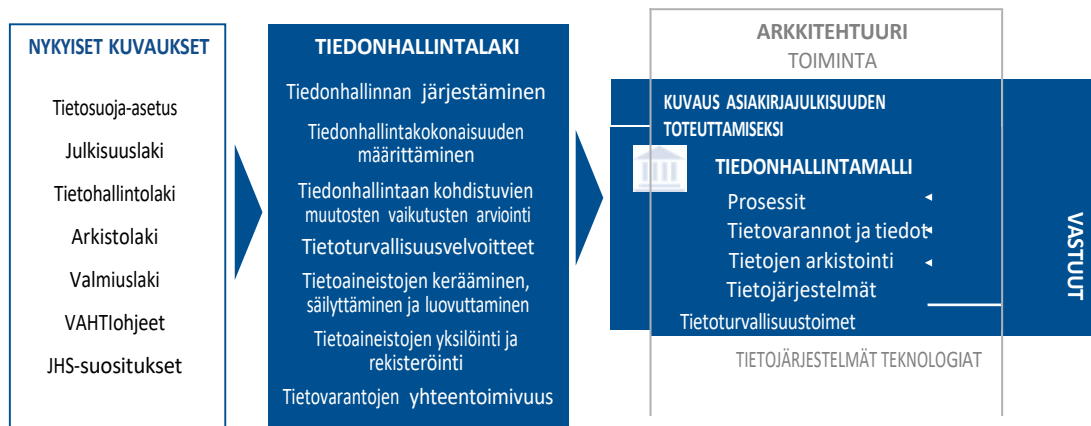 NYKYISET KUVAUKSET
Tietosuoja-asetus
Julkisuuslaki
Tietohallintolaki
Arkistolaki
Valmiuslaki
VAHTIohjeet
JHS-suositukset
TIEDONHALLINTALAKI
Tiedonhallinnan järjestäminen
Tiedonhallintakokonaisuuden
määrittäminen
Tiedonhallintaan kohdistuvien
muutosten vaikutusten arviointi
Tietoturvallisuusvelvoitteet
Tietoaineistojen kerääminen,
säilyttäminen ja luovuttaminen
Tietoaineistojen yksilöinti ja
rekisteröinti
Tietovarantojen yhteentoimivuus
ARKKITEHTUURI
TOIMINTA
KUVAUS ASIAKIRJAJULKISUUDEN
TOTEUTTAMISEKSI
TIEDONHALLINTAMALLI
Prosessit
Tietovarannot ja tiedot
Tietojen arkistointi
Tietojärjestelmät
Tietoturvallisuustoimet
TIETOJÄRJESTELMÄT TEKNOLOGIAT
VASTUUT